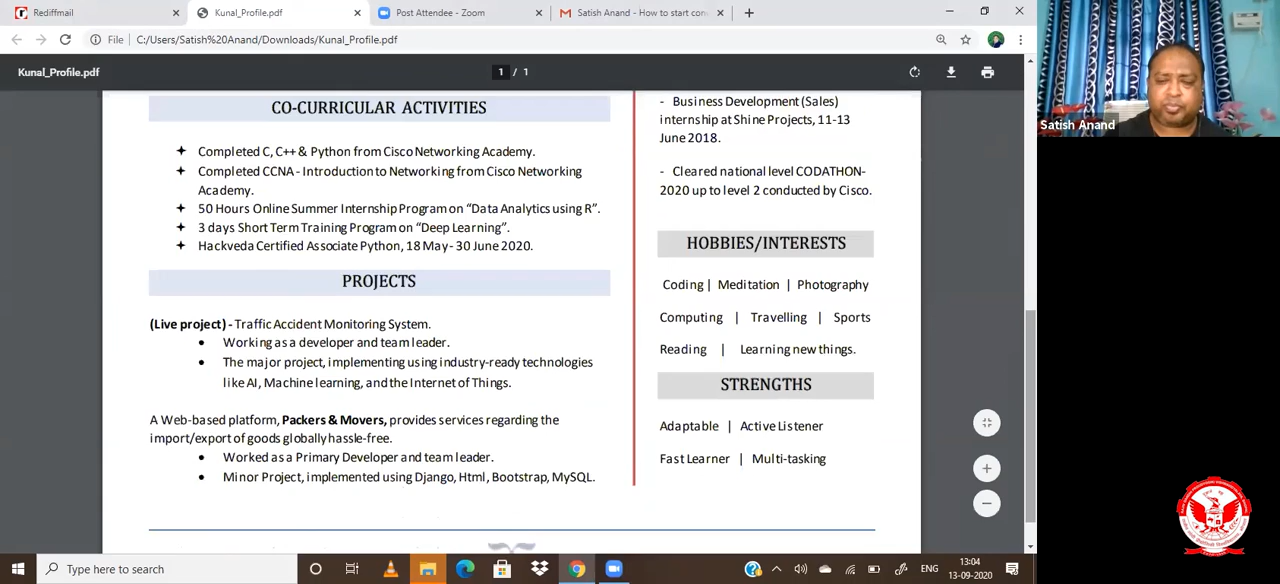 Rediffmail
Kunal_Profile.pdf
Post Attendee - Zoom
Satish Anand - How to start con
File
C:/Users/Satish%20Anand/Downloads/Kunal_Profile.pdf
Kunal_Profile.pdf
1 / 1
CO-CURRICULAR ACTIVITIES
Completed C, C++ & Python from Cisco Networking Academy.
Completed CCNA - Introduction to Networking from Cisco Networking
Academy.
50 Hours Online Summer Internship Program on “Data Analytics using R”.
3 days Short Term Training Program on “Deep Learning”.
Hackveda Certified Associate Python, 18 May - 30 June 2020.
PROJECTS
(Live project) - Traffic Accident Monitoring System.
Working as a developer and team leader.
The major project, implementing using industry-ready technologies
like AI, Machine learning, and the Internet of Things.
A Web-based platform, Packers & Movers, provides services regarding the
import/export of goods globally hassle-free.
Worked as a Primary Developer and team leader.
Minor Project, implemented using Django, Html, Bootstrap, MySQL.
- Business Development (Sales)
internship at Shine Projects, 11-13
June 2018.
- Cleared national level CODATHON-
2020 up to level 2 conducted by Cisco.
HOBBIES/INTERESTS
Coding | Meditation | Photography
Computing | Travelling | Sports
Reading | Learning new things.
STRENGTHS
Adaptable | Active Listener
Fast Learner | Multi-tasking
Satish Anand
Type here to search
ENG
13:04
13-09-2020